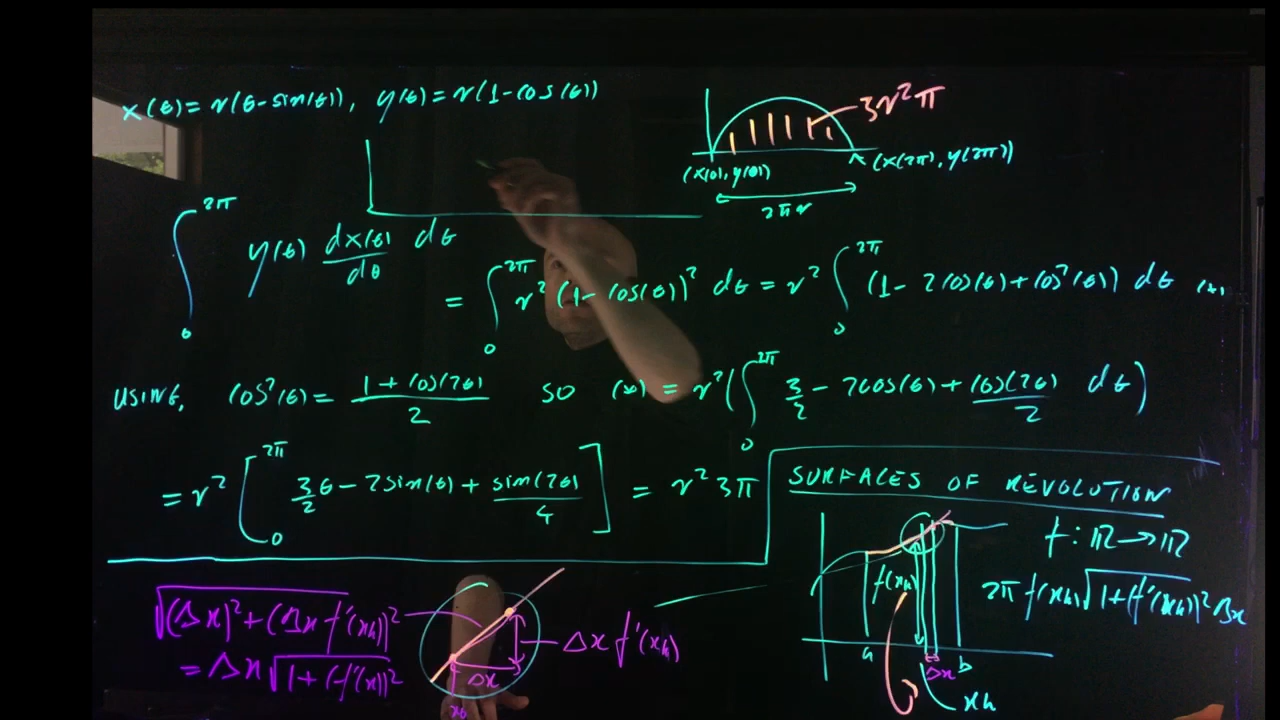 x(θ)=r(θ-sin(θ)), y(θ)=r(1-cos(θ))
3r²π
(x(0),y(0))
(x(2π),y(2π))
2πr
∫₀^{2π} y(θ) dx(θ)/dθ dθ
= ∫₀^{2π} r²(1-cos(θ))² dθ = r² ∫₀^{2π} (1-2cos(θ)+cos²(θ)) dθ (*)
USING, cos²(θ)= (1+cos(2θ))/2 so (*) = r²(∫₀^{2π} 3/2 - 2cos(θ)+ cos(2θ)/2 dθ)
= r² [₀^{2π} 3/2 θ - 2sin(θ) + sin(2θ)/4 ] = r² 3π
SURFACES OF REVOLUTION
f: ℝ→ℝ
f(xₖ)
2π f(xₖ)√(1+(f'(xₖ))²) Δx
a
Δx
b
xₖ
√((Δx)²+(Δx f'(xₖ))²)
= Δx√(1+(f'(x))²)
Δx f'(xₖ)
Δx